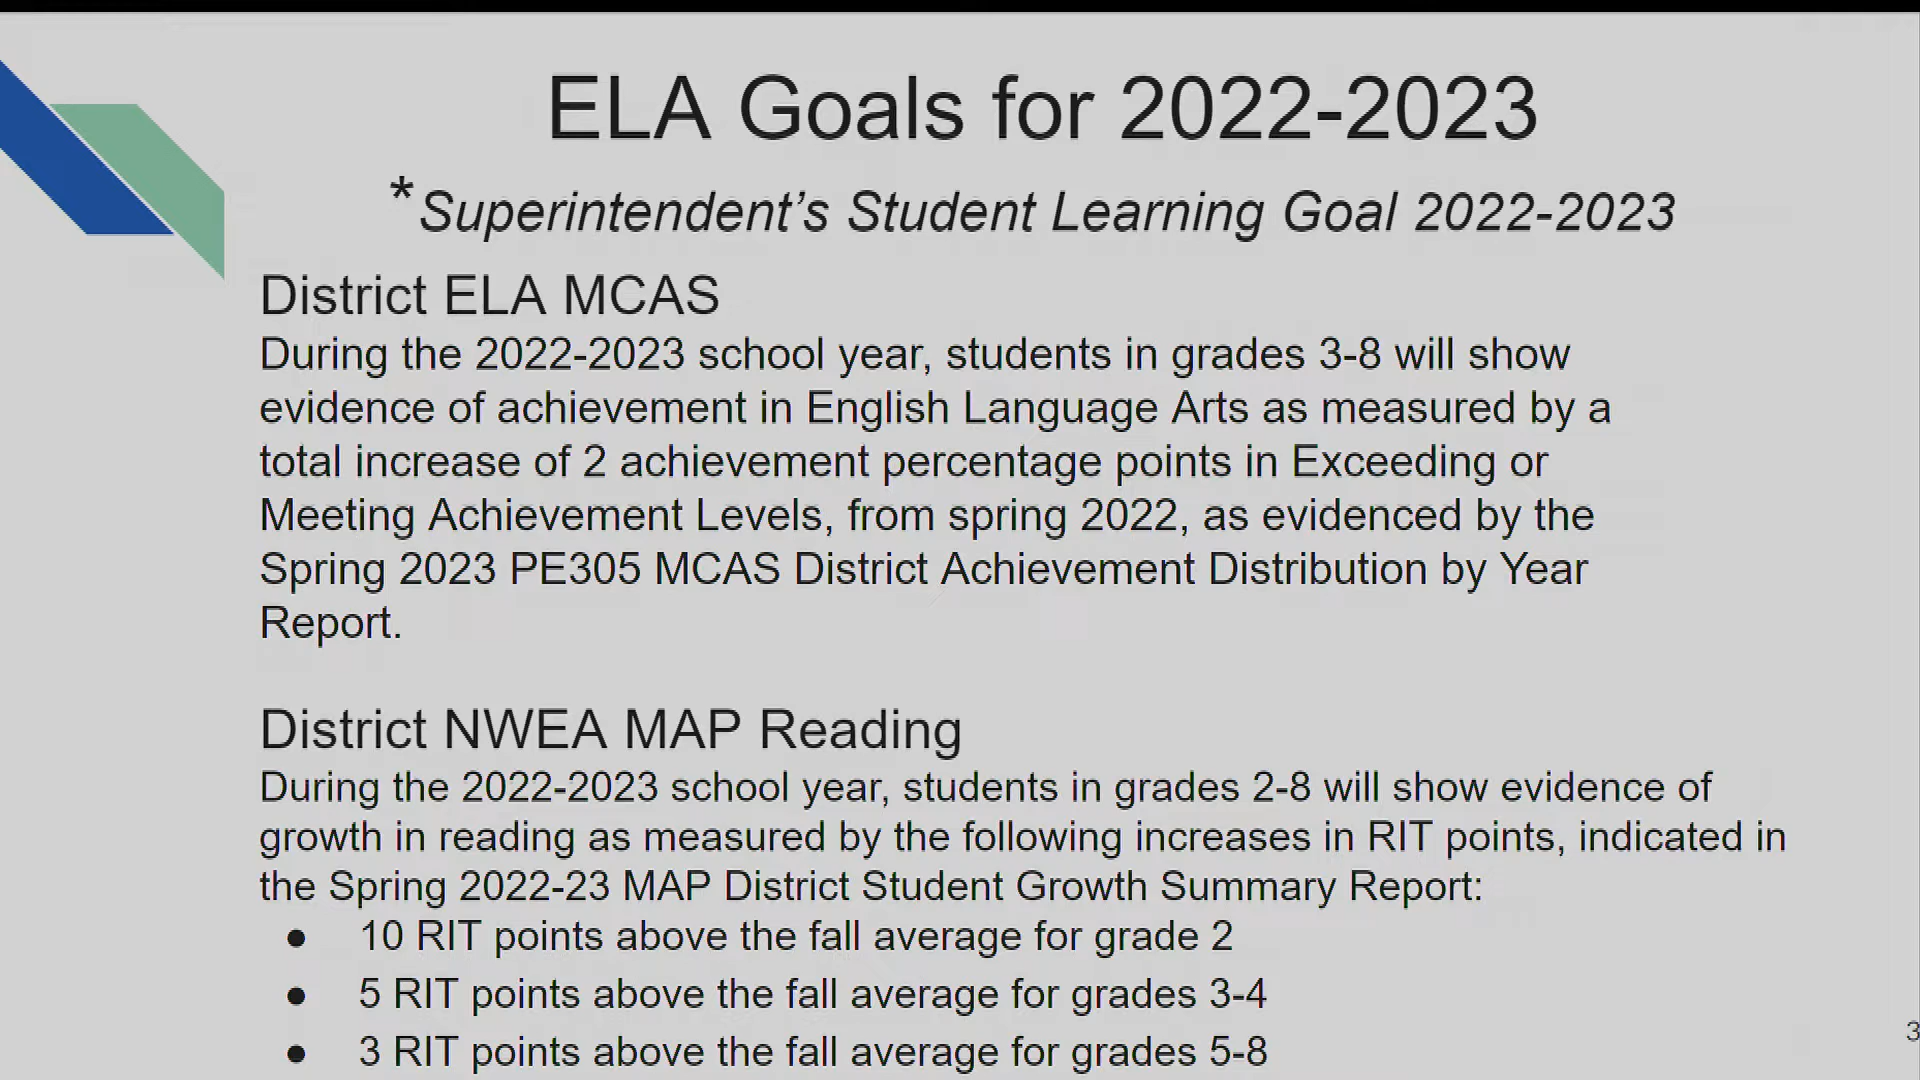 ELA Goals for 2022-2023
*Superintendent’s Student Learning Goal 2022-2023
District ELA MCAS
During the 2022-2023 school year, students in grades 3-8 will show
evidence of achievement in English Language Arts as measured by a
total increase of 2 achievement percentage points in Exceeding or
Meeting Achievement Levels, from spring 2022, as evidenced by the
Spring 2023 PE305 MCAS District Achievement Distribution by Year
Report.
District NWEA MAP Reading
During the 2022-2023 school year, students in grades 2-8 will show evidence of
growth in reading as measured by the following increases in RIT points, indicated in
the Spring 2022-23 MAP District Student Growth Summary Report:
● 10 RIT points above the fall average for grade 2
● 5 RIT points above the fall average for grades 3-4
● 3 RIT points above the fall average for grades 5-8
3